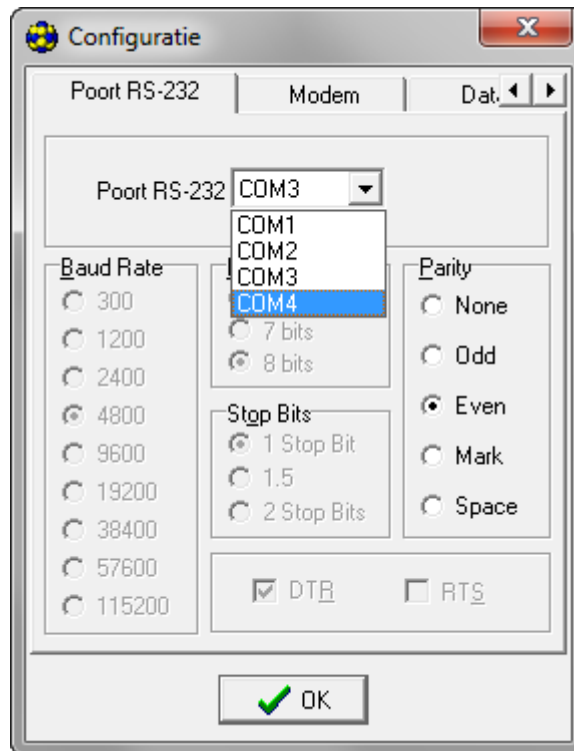 Configuratie
Poort RS-232
Modem
Poort RS-232 COM3
COM1
COM2
COM3
COM4
Baud Rate
300
1200
2400
4800
9600
19200
38400
57600
115200
7 bits
8 bits
Stop Bits
1 Stop Bit
1.5
2 Stop Bits
Parity
None
Odd
Even
Mark
Space
DTR
RTS
OK